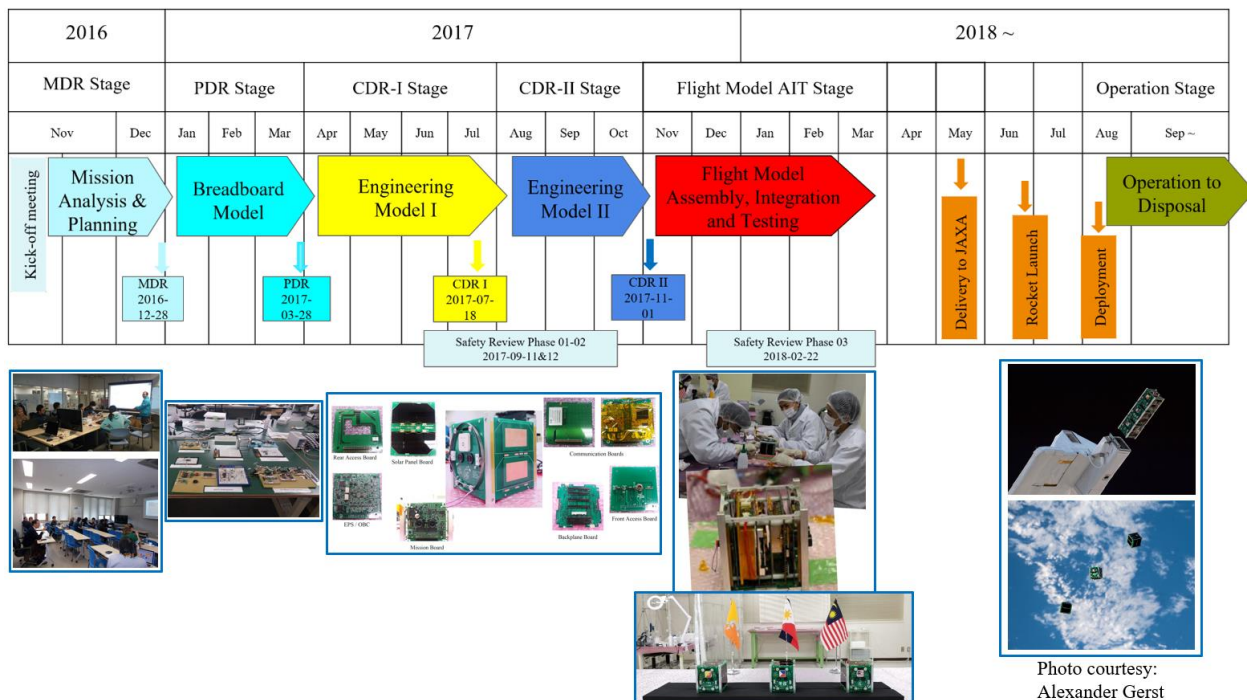 2016
2017
2018 ~
MDR Stage
PDR Stage
CDR-I Stage
CDR-II Stage
Flight Model AIT Stage
Operation Stage
Nov
Dec
Jan
Feb
Mar
Apr
May
Jun
Jul
Aug
Sep
Oct
Nov
Dec
Jan
Feb
Mar
Apr
May
Jun
Jul
Aug
Sep ~
Kick-off meeting
Mission
Analysis &
Planning
Breadboard
Model
Engineering
Model I
Engineering
Model II
Flight Model
Assembly, Integration
and Testing
Operation to
Disposal
MDR
2016-
12-28
PDR
2017-
03-28
CDR I
2017-07-
18
CDR II
2017-11-
01
Delivery to JAXA
Rocket Launch
Deployment
Safety Review Phase 01-02
2017-09-11&12
Safety Review Phase 03
2018-02-22
Rear Access Board
Solar Panel Board
Communication Boards
EPS / OBC
Mission Board
Backplane Board
Front Access Board
Photo courtesy:
Alexander Gerst